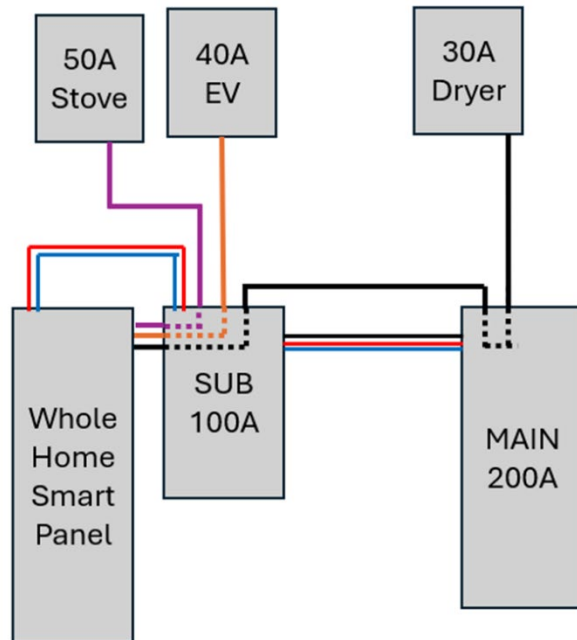 50A
Stove
40A
EV
30A
Dryer
Whole
Home
Smart
Panel
SUB
100A
MAIN
200A